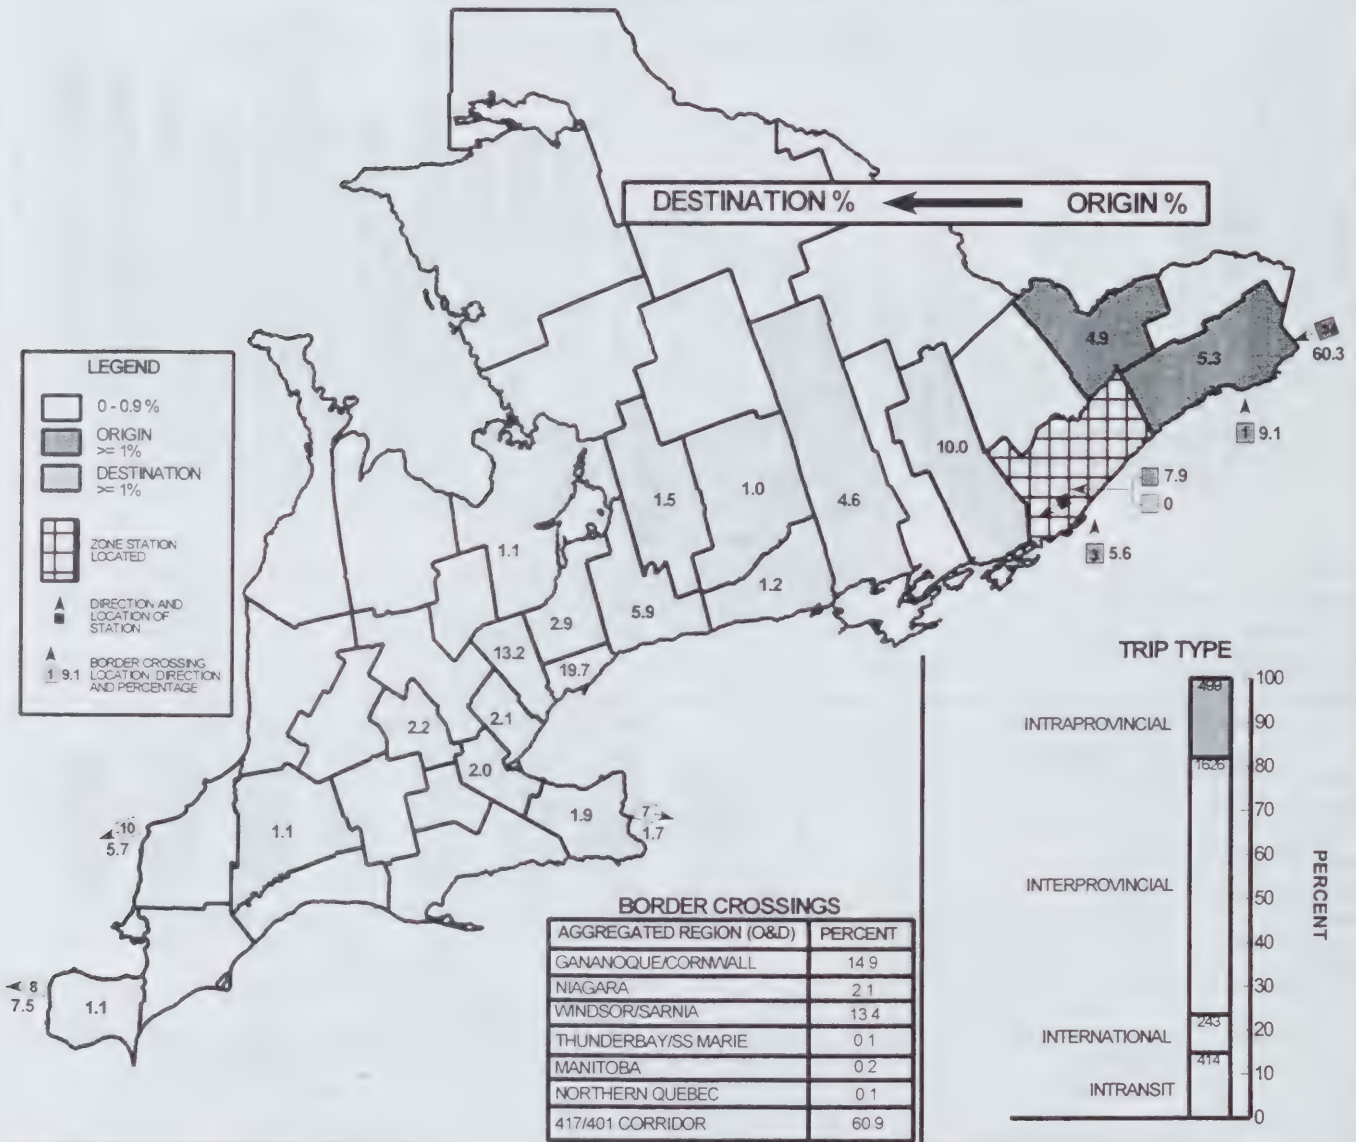 DESTINATION % ORIGIN %
LEGEND
0 - 0.9 %
ORIGIN
>= 1%
DESTINATION
>= 1%
ZONE STATION
LOCATED
DIRECTION AND
LOCATION OF
STATION
1 9.1 BORDER CROSSING
LOCATION DIRECTION
AND PERCENTAGE
4.9
5.3
60.3
1 9.1
10.0
7.9
0
3 5.6
1.5
1.0
4.6
1.1
1.2
2.9
5.9
13.2
19.7
2.2
2.1
2.0
1.9
7
1.7
10
5.7
1.1
8
7.5
1.1
TRIP TYPE
INTRAPROVINCIAL
INTERPROVINCIAL
INTERNATIONAL
INTRANSIT
499
1626
243
414
100
90
80
70
60
50
40
30
20
10
0
PERCENT
BORDER CROSSINGS
AGGREGATED REGION (O&D) PERCENT
GANANOQUE/CORNWALL 14 9
NIAGARA 2 1
WINDSOR/SARNIA 13 4
THUNDERBAY/SS MARIE 0 1
MANITOBA 0 2
NORTHERN QUEBEC 0 1
417/401 CORRIDOR 60 9